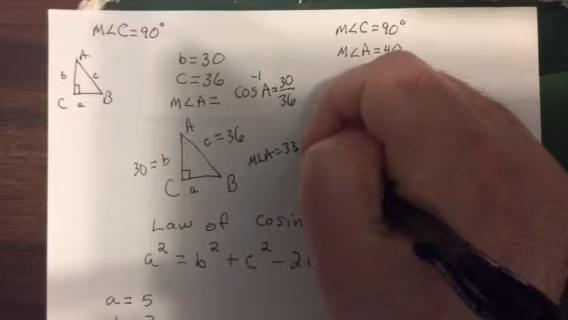 M∠C=90°
A
b
c
C
a
B
b=30
C=36
M∠A=
cos⁻¹A=30/36
A
c=36
30=b
C
a
B
M∠A=33
Law of cosin
a²=b²+c²-2
a=5
M∠C=90°
M∠A=40